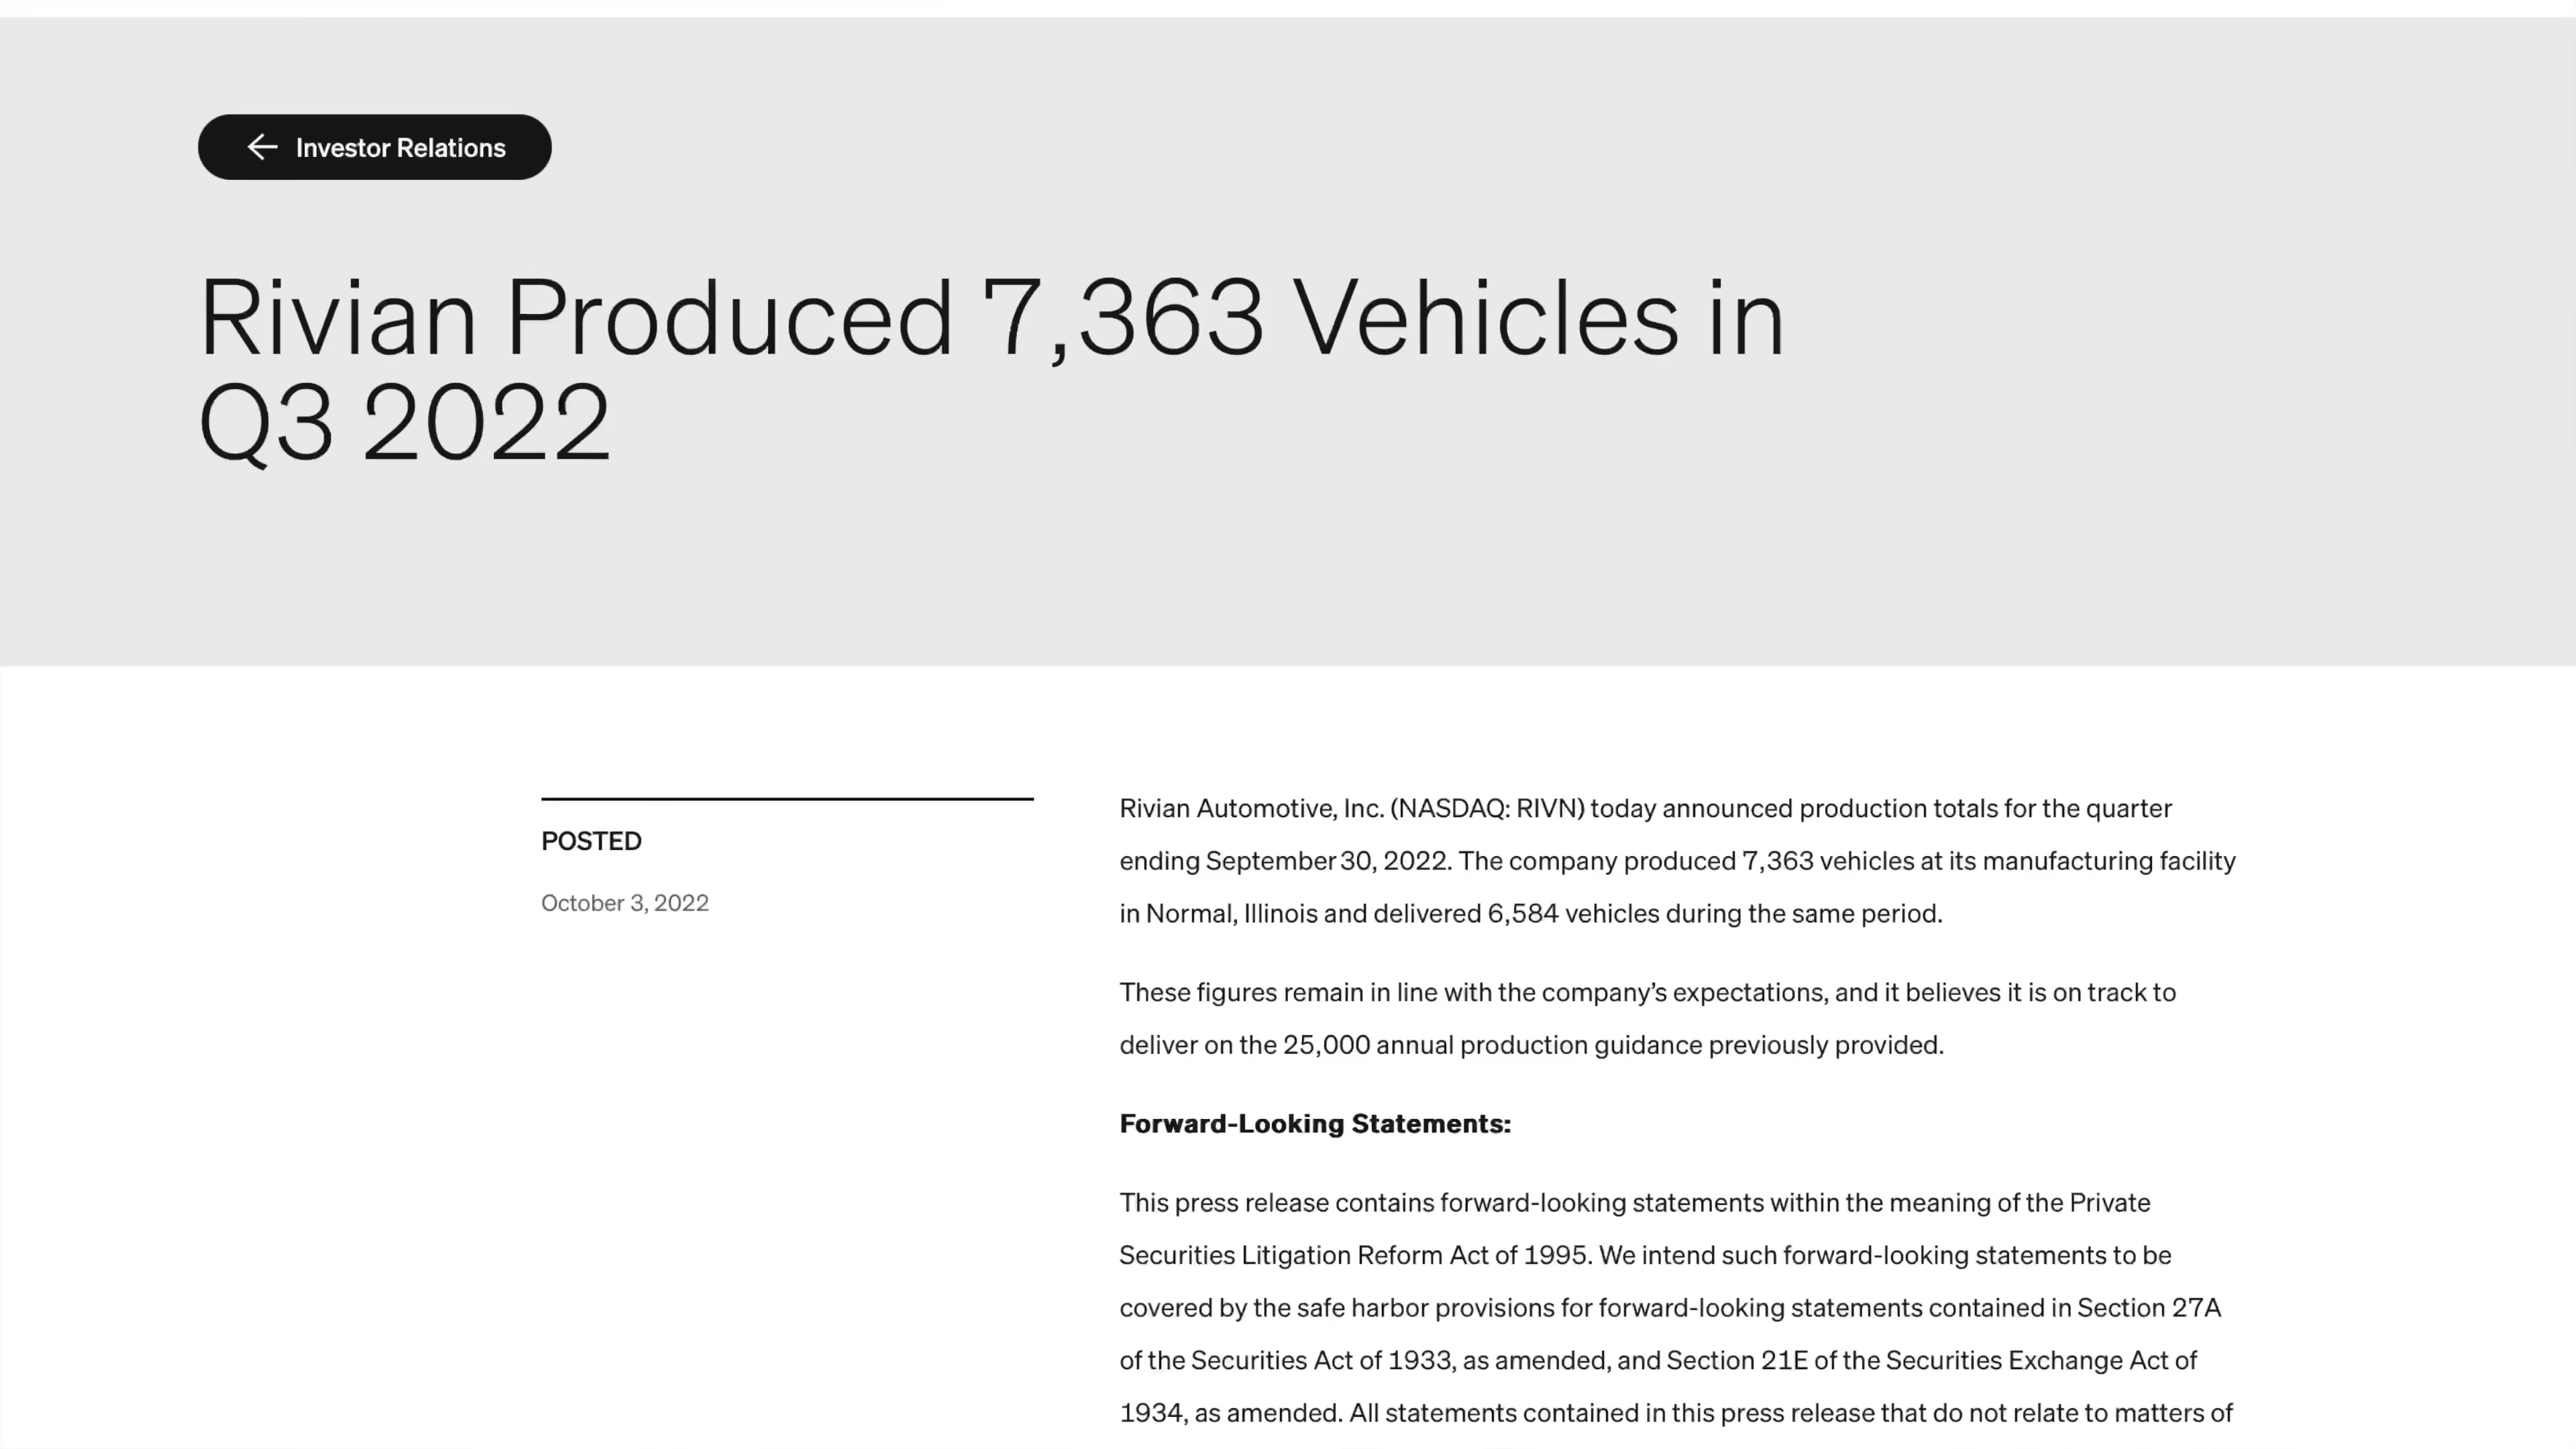 Investor Relations
Rivian Produced 7,363 Vehicles in
Q3 2022
POSTED
October 3, 2022
Rivian Automotive, Inc. (NASDAQ: RIVN) today announced production totals for the quarter
ending September 30, 2022. The company produced 7,363 vehicles at its manufacturing facility
in Normal, Illinois and delivered 6,584 vehicles during the same period.
These figures remain in line with the company’s expectations, and it believes it is on track to
deliver on the 25,000 annual production guidance previously provided.
Forward-Looking Statements:
This press release contains forward-looking statements within the meaning of the Private
Securities Litigation Reform Act of 1995. We intend such forward-looking statements to be
covered by the safe harbor provisions for forward-looking statements contained in Section 27A
of the Securities Act of 1933, as amended, and Section 21E of the Securities Exchange Act of
1934, as amended. All statements contained in this press release that do not relate to matters of